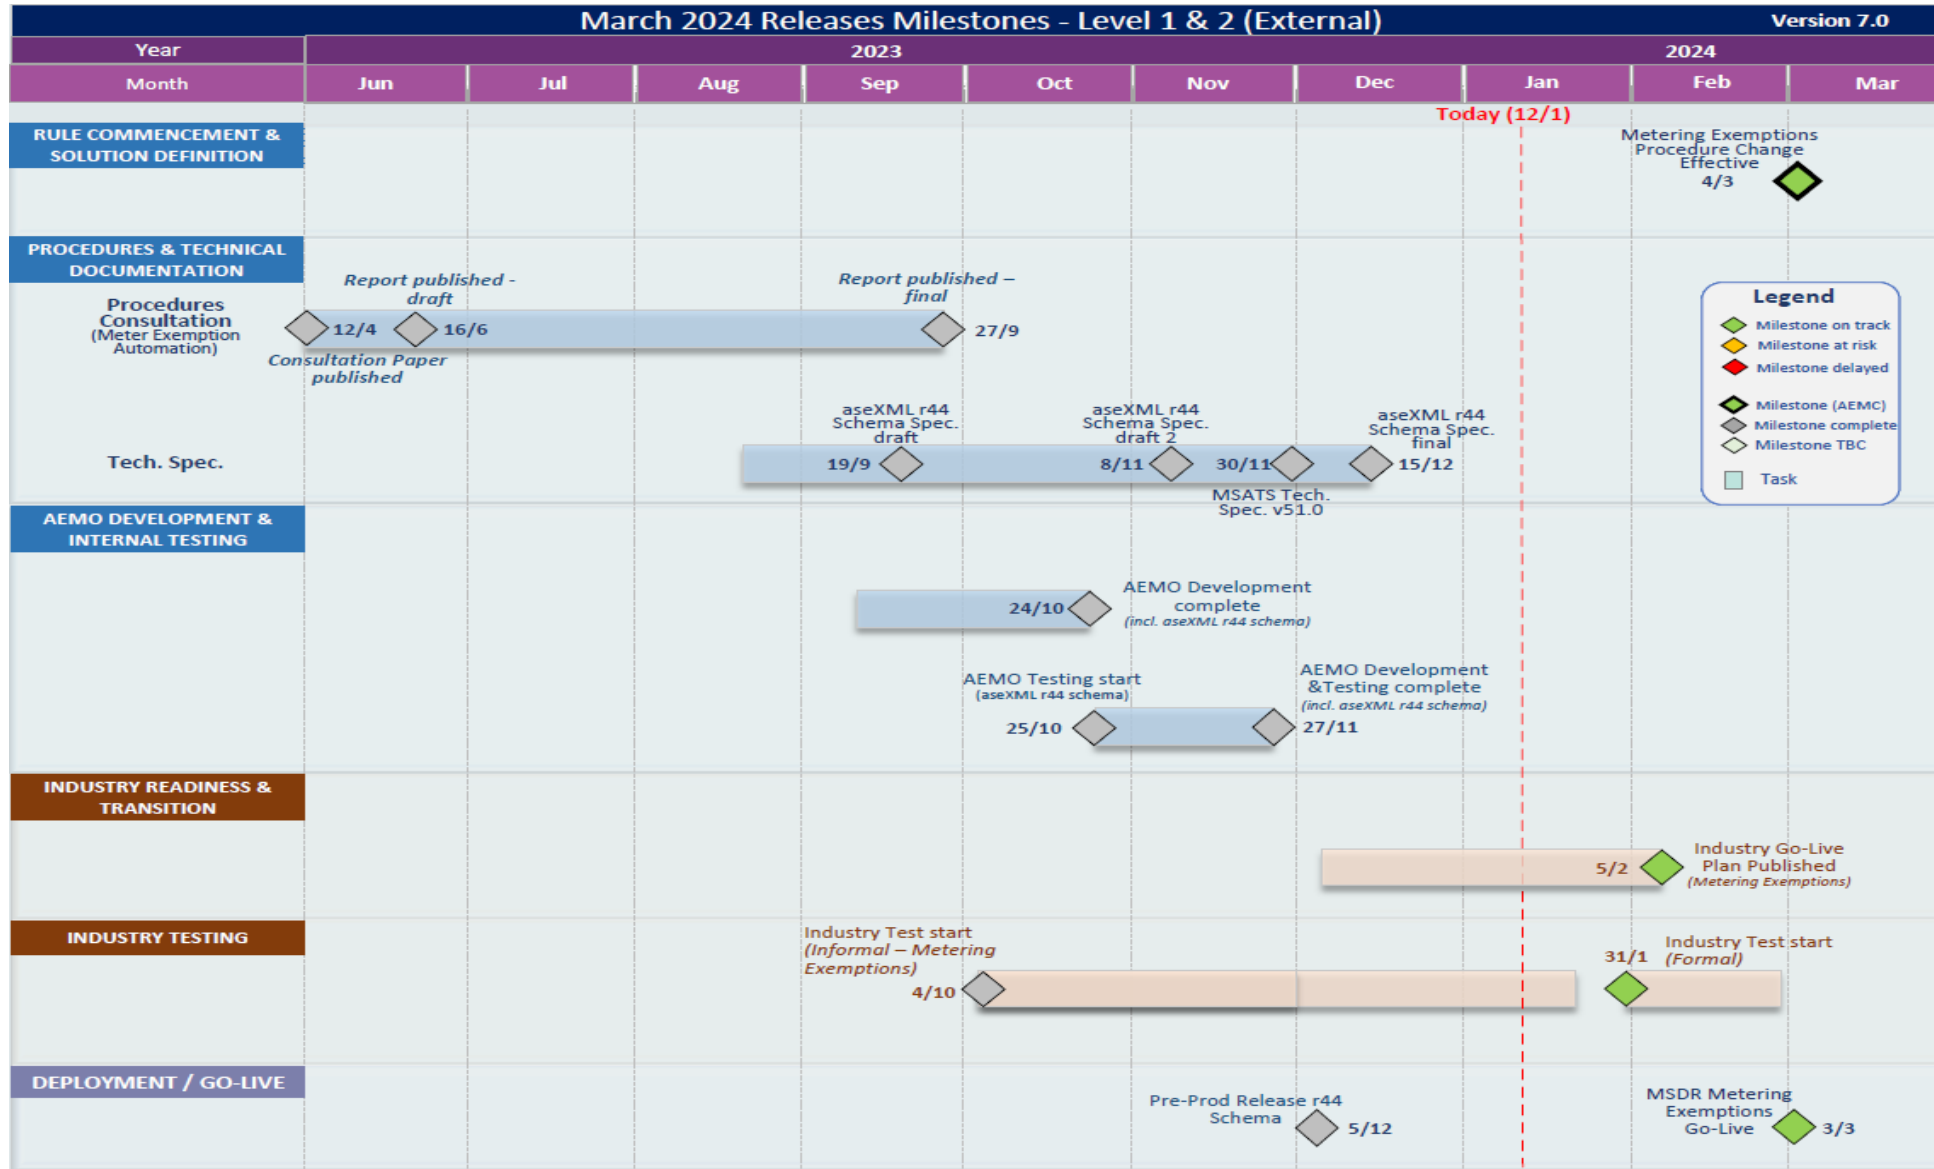 March 2024 Releases Milestones - Level 1 & 2 (External)
Version 7.0
Year
2023
2024
Month
Jun
Jul
Aug
Sep
Oct
Nov
Dec
Jan
Feb
Mar
Today (12/1)
RULE COMMENCEMENT &
SOLUTION DEFINITION
Metering Exemptions
Procedure Change
Effective
4/3
PROCEDURES & TECHNICAL
DOCUMENTATION
Procedures
Consultation
(Meter Exemption
Automation)
Report published -
draft
Report published –
final
12/4
16/6
27/9
Consultation Paper
published
Legend
Milestone on track
Milestone at risk
Milestone delayed
Milestone (AEMC)
Milestone complete
Milestone TBC
Task
Tech. Spec.
aseXML r44
Schema Spec.
draft
19/9
aseXML r44
Schema Spec.
draft 2
8/11
30/11
MSATS Tech.
Spec. v51.0
aseXML r44
Schema Spec.
final
15/12
AEMO DEVELOPMENT &
INTERNAL TESTING
24/10
AEMO Development
complete
(incl. aseXML r44 schema)
AEMO Testing start
(aseXML r44 schema)
25/10
AEMO Development
&Testing complete
(incl. aseXML r44 schema)
27/11
INDUSTRY READINESS &
TRANSITION
5/2
Industry Go-Live
Plan Published
(Metering Exemptions)
INDUSTRY TESTING
Industry Test start
(Informal – Metering
Exemptions)
4/10
31/1
Industry Test start
(Formal)
DEPLOYMENT / GO-LIVE
Pre-Prod Release r44
Schema
5/12
MSDR Metering
Exemptions
Go-Live
3/3